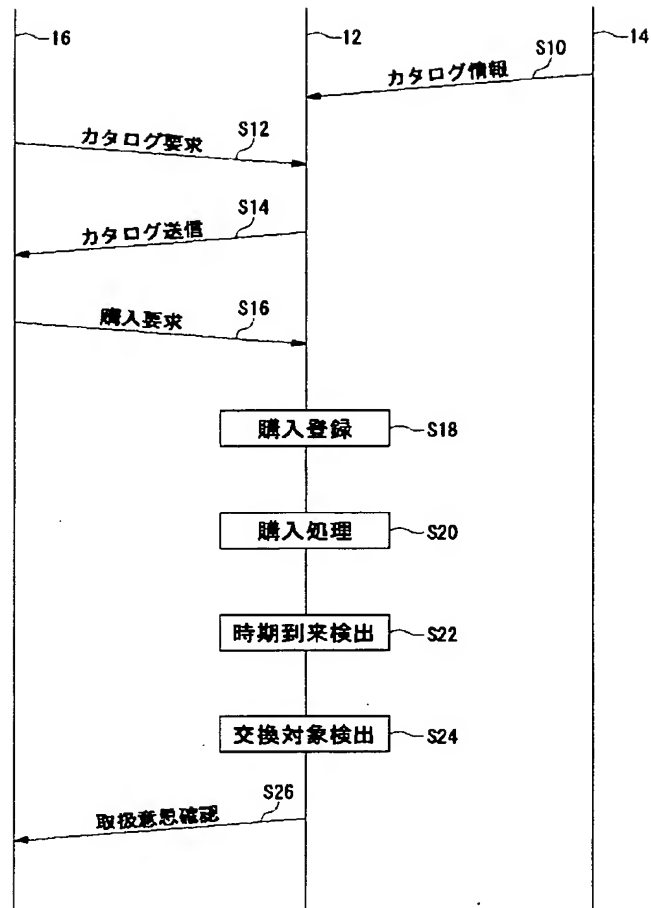 16
12
14
S10
カタログ情報
S12
カタログ要求
S14
カタログ送信
S16
購入要求
購入登録 S18
購入処理 S20
時期到来検出 S22
交換対象検出 S24
S26
取扱意思確認